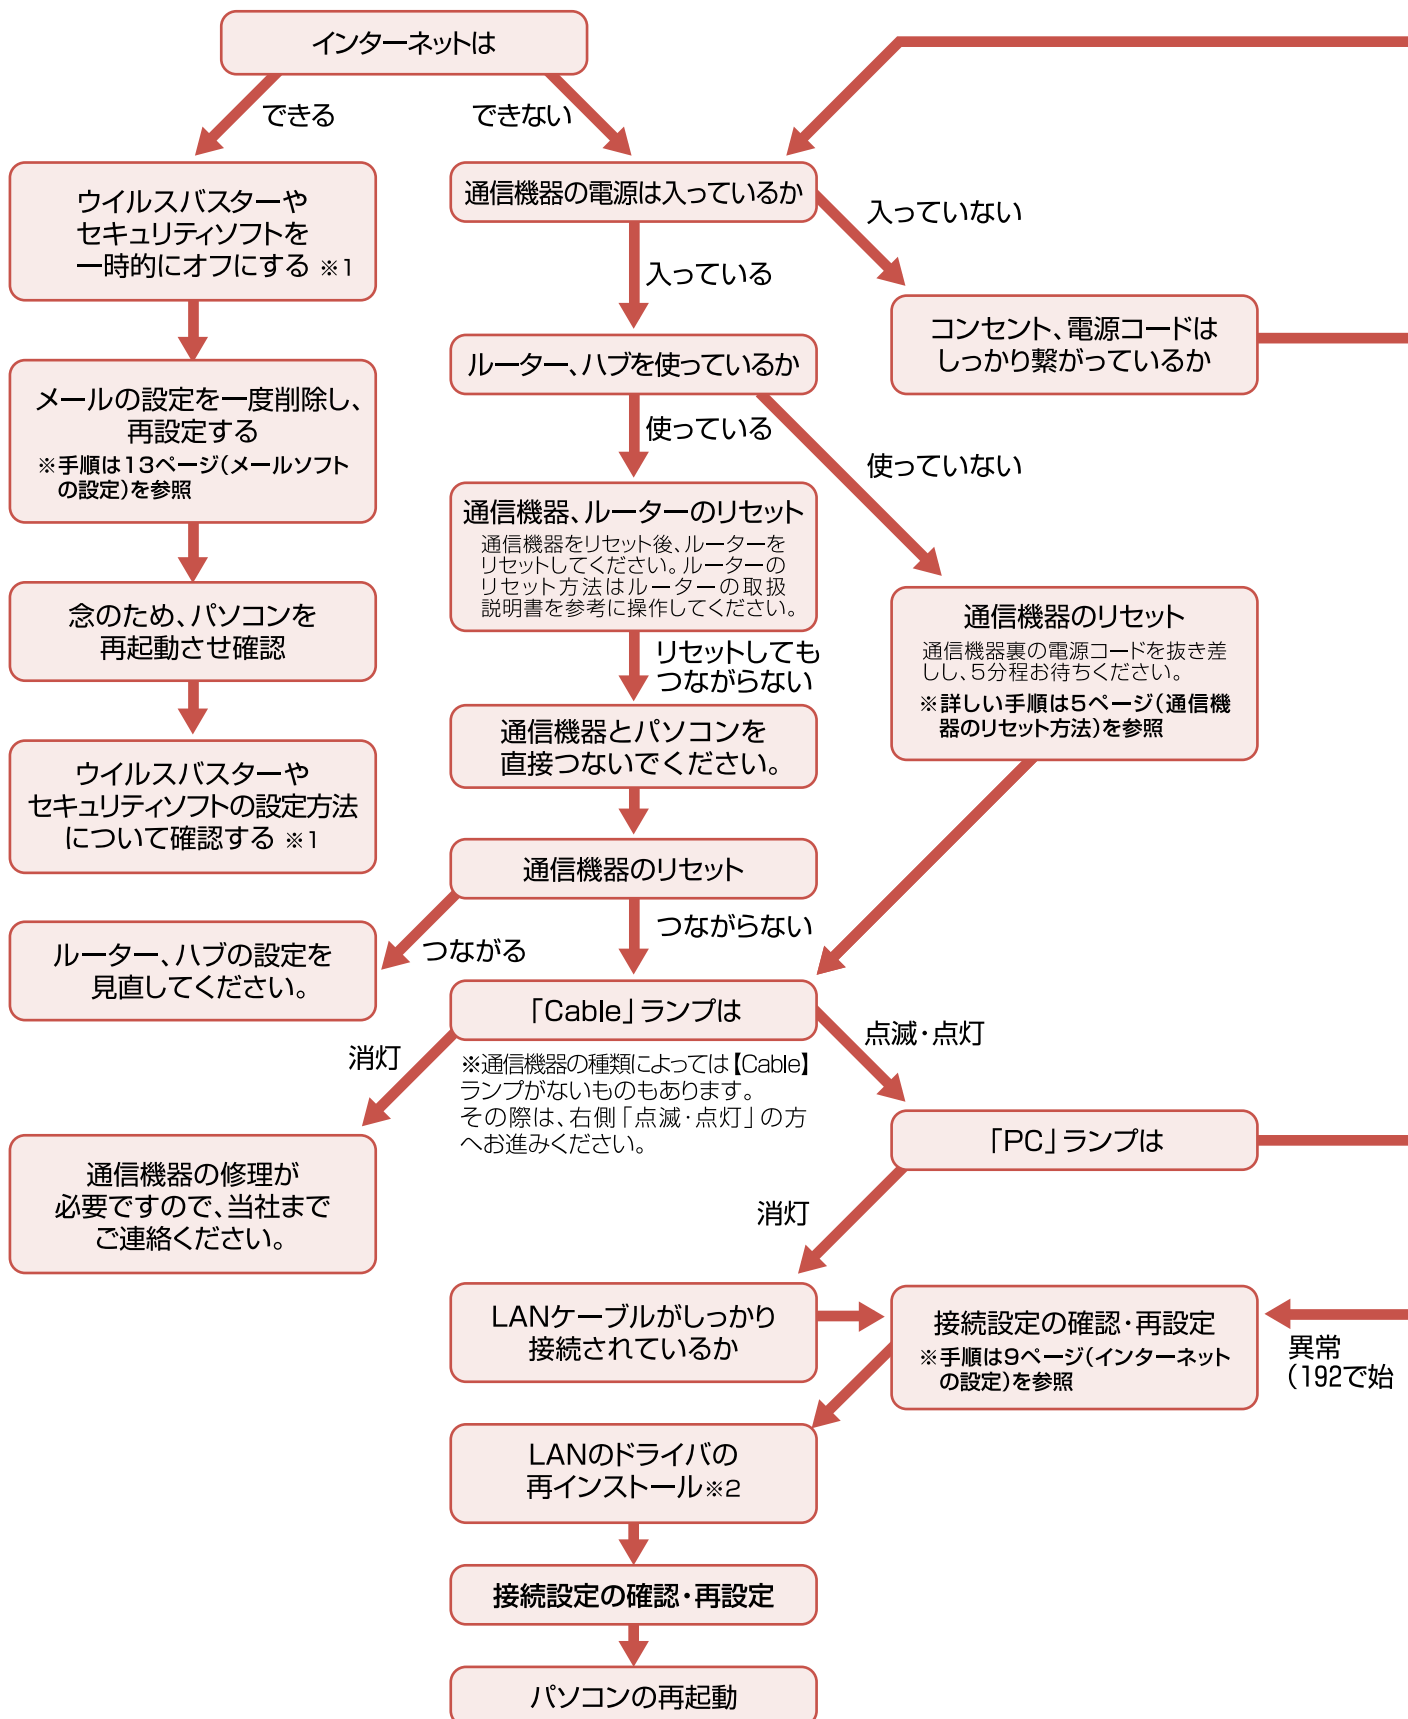 インターネットは
できる
できない
ウイルスバスターや
セキュリティソフトを
一時的にオフにする ※1
通信機器の電源は入っているか
入っていない
入っている
コンセント、電源コードは
しっかり繋がっているか
ルーター、ハブを使っているか
メールの設定を一度削除し、
再設定する
※手順は13ページ(メールソフト
の設定)を参照
使っている
使っていない
通信機器、ルーターのリセット
通信機器をリセット後、ルーターを
リセットしてください。ルーターの
リセット方法はルーターの取扱
説明書を参考に操作してください。
念のため、パソコンを
再起動させ確認
通信機器のリセット
通信機器裏の電源コードを抜き差
しし、5分程お待ちください。
※詳しい手順は5ページ(通信機
器のリセット方法)を参照
リセットしても
つながらない
通信機器とパソコンを
直接つないでください。
ウイルスバスターや
セキュリティソフトの設定方法
について確認する ※1
通信機器のリセット
つながる
つながらない
ルーター、ハブの設定を
見直してください。
「Cable」ランプは
消灯
点滅・点灯
※通信機器の種類によっては【Cable】
ランプがないものもあります。
その際は、右側「点滅・点灯」の方
へお進みください。
通信機器の修理が
必要ですので、当社まで
ご連絡ください。
「PC」ランプは
消灯
LANケーブルがしっかり
接続されているか
接続設定の確認・再設定
※手順は9ページ(インターネット
の設定)を参照
異常
(192で始
LANのドライバの
再インストール※2
接続設定の確認・再設定
パソコンの再起動